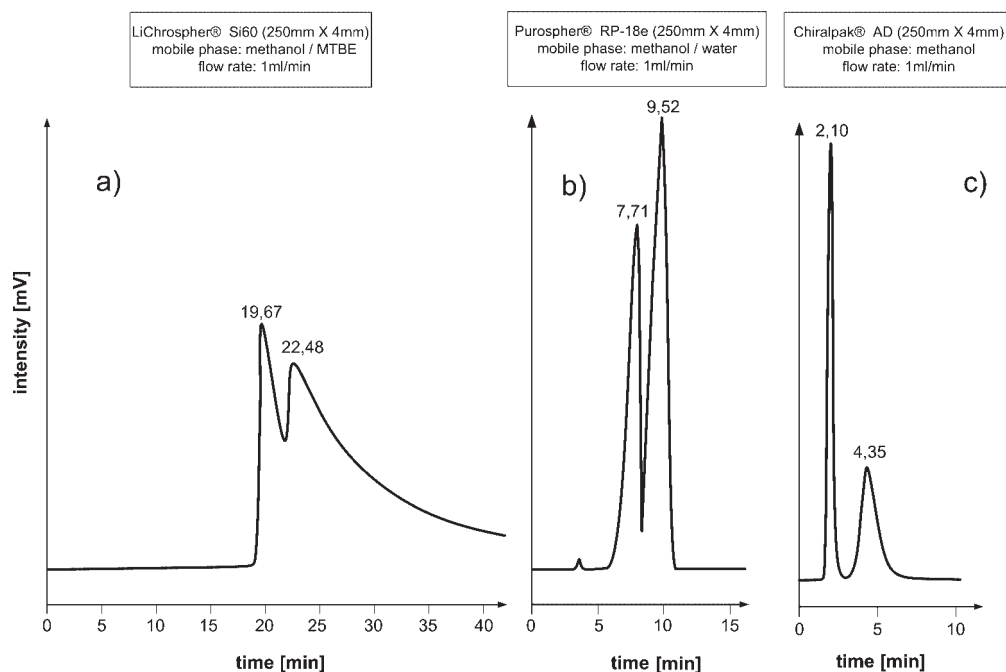 LiChrospher® Si60 (250mm X 4mm)
mobile phase: methanol / MTBE
flow rate: 1ml/min
Purospher® RP-18e (250mm X 4mm)
mobile phase: methanol / water
flow rate: 1ml/min
Chiralpak® AD (250mm X 4mm)
mobile phase: methanol
flow rate: 1ml/min
a)
19,67
22,48
intensity [mV]
0 5 10 15 20 25 30 35 40
time [min]
b)
7,71
9,52
0 5 10 15
time [min]
c)
2,10
4,35
0 5 10
time [min]